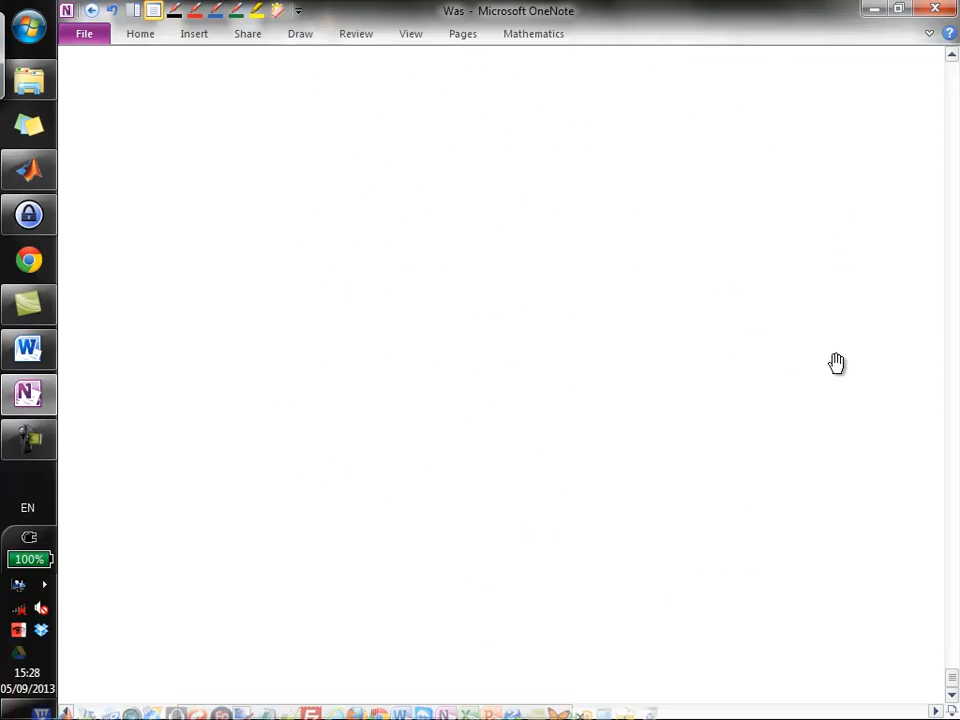 Was - Microsoft OneNote
File Home Insert Share Draw Review View Pages Mathematics
EN
100%
15:28
05/09/2013